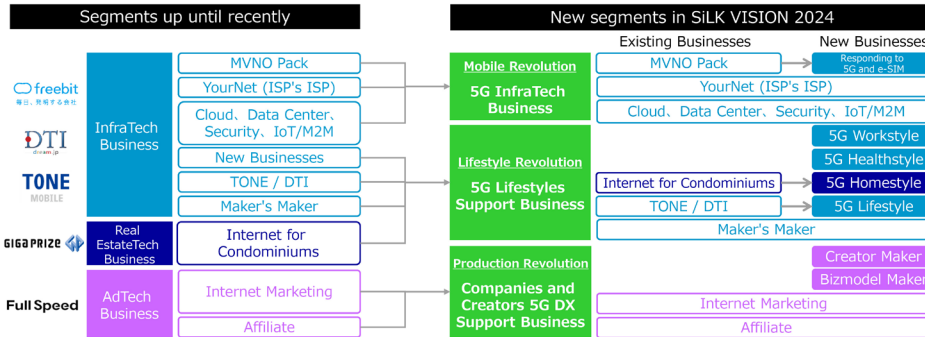 Segments up until recently
New segments in SiLK VISION 2024
freebit
毎日、発明する会社
DTI
dream.jp
TONE
MOBILE
GIGAPRIZE
Full Speed
InfraTech
Business
Real
EstateTech
Business
AdTech
Business
MVNO Pack
YourNet (ISP's ISP)
Cloud、Data Center、
Security、IoT/M2M
New Businesses
TONE / DTI
Maker's Maker
Internet for
Condominiums
Internet Marketing
Affiliate
Existing Businesses
New Businesses
Mobile Revolution
5G InfraTech
Business
MVNO Pack
Responding to
5G and e-SIM
YourNet (ISP's ISP)
Cloud、Data Center、Security、IoT/M2M
Lifestyle Revolution
5G Lifestyles
Support Business
5G Workstyle
5G Healthstyle
Internet for Condominiums
5G Homestyle
TONE / DTI
5G Lifestyle
Maker's Maker
Production Revolution
Companies and
Creators 5G DX
Support Business
Creator Maker
Bizmodel Maker
Internet Marketing
Affiliate